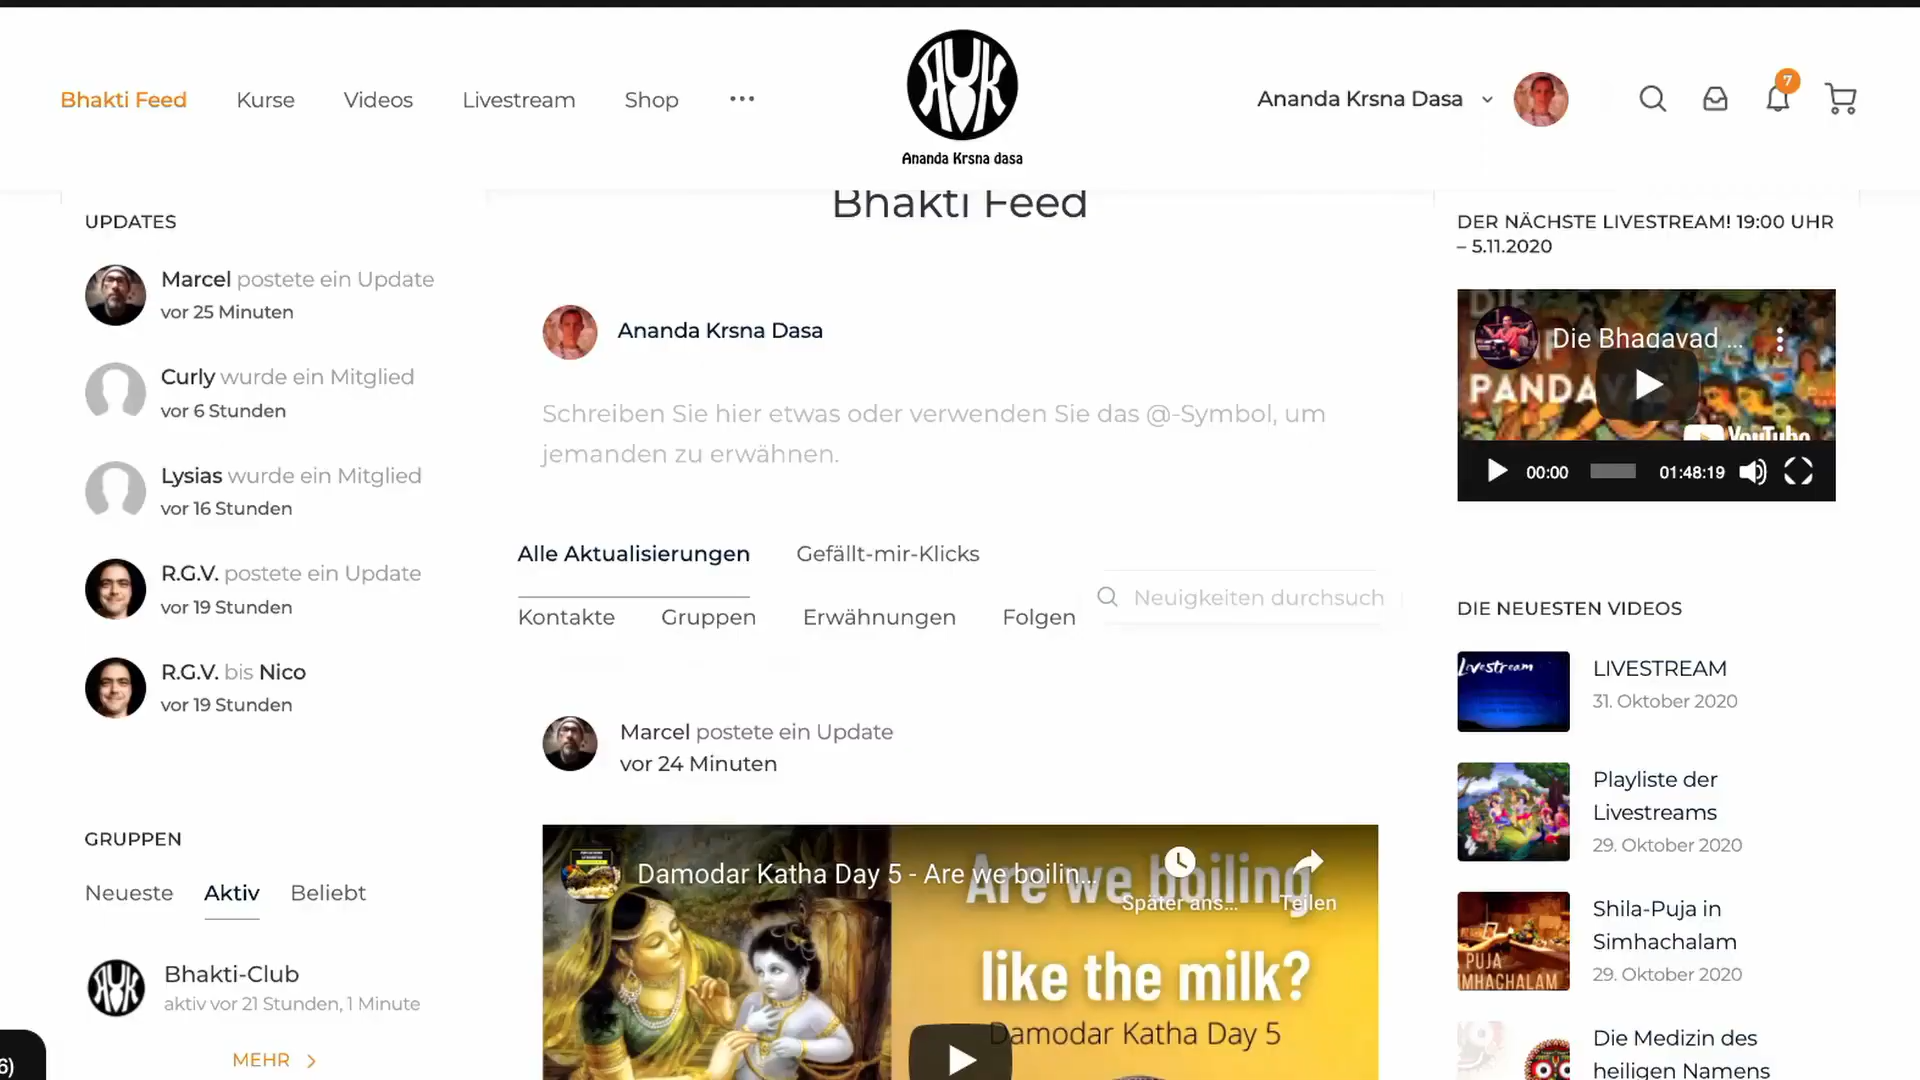 Bhakti Feed
Kurse
Videos
Livestream
Shop
Ananda Krsna dasa
Ananda Krsna Dasa
7
Bhakti Feed
UPDATES
Marcel postete ein Update
vor 25 Minuten
Curly wurde ein Mitglied
vor 6 Stunden
Lysias wurde ein Mitglied
vor 16 Stunden
R.G.V. postete ein Update
vor 19 Stunden
R.G.V. bis Nico
vor 19 Stunden
GRUPPEN
Neueste
Aktiv
Beliebt
Bhakti-Club
aktiv vor 21 Stunden, 1 Minute
MEHR
6)
Ananda Krsna Dasa
Schreiben Sie hier etwas oder verwenden Sie das @-Symbol, um
jemanden zu erwähnen.
Alle Aktualisierungen
Gefällt-mir-Klicks
Kontakte
Gruppen
Erwähnungen
Folgen
Neuigkeiten durchsuch
Marcel postete ein Update
vor 24 Minuten
Damodar Katha Day 5 - Are we boilin...
Später ans...
Teilen
Are we boiling
like the milk?
Damodar Katha Day 5
DER NÄCHSTE LIVESTREAM! 19:00 UHR
– 5.11.2020
Die Bhagavad ...
DIE
PANDAVA
YouTube
00:00
01:48:19
DIE NEUESTEN VIDEOS
Livestream
LIVESTREAM
31. Oktober 2020
Playliste der
Livestreams
29. Oktober 2020
PUJA
IMHACHALAM
Shila-Puja in
Simhachalam
29. Oktober 2020
Die Medizin des
heiligen Namens